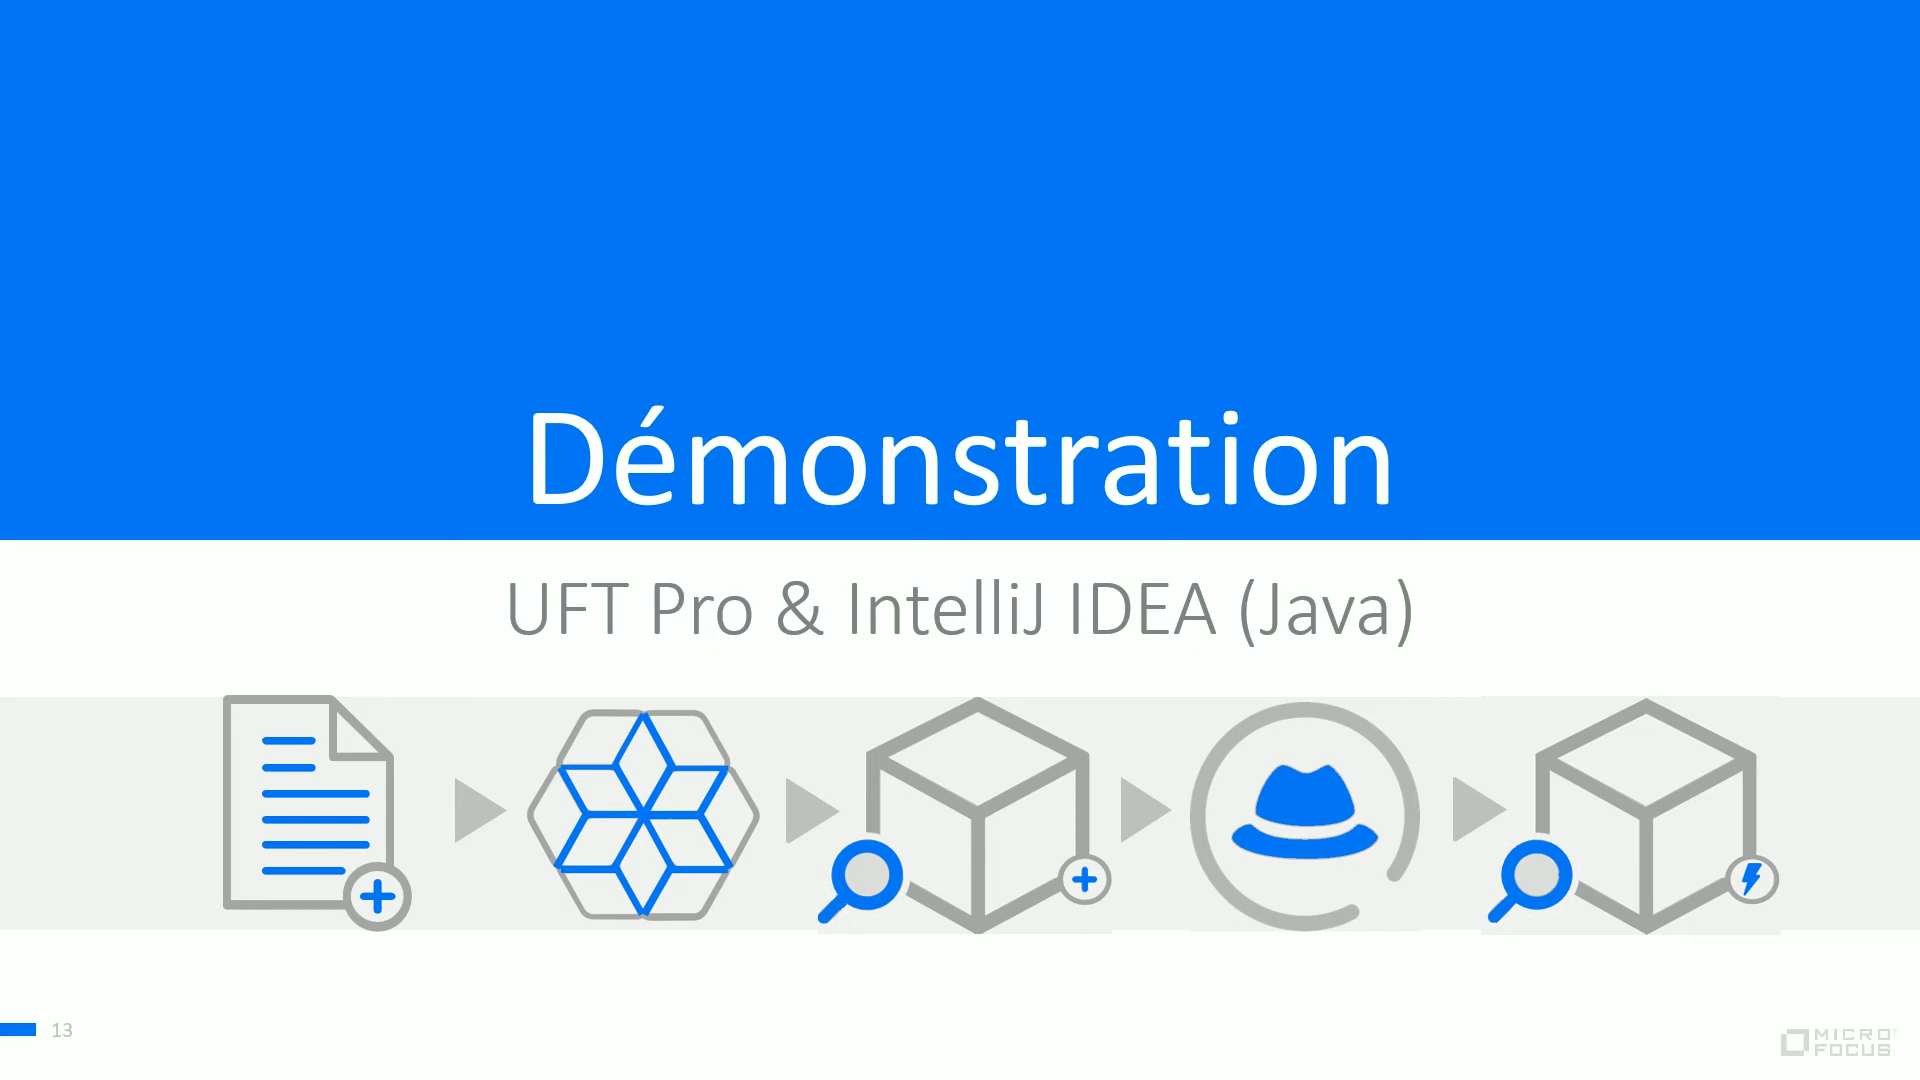 Démonstration
UFT Pro & IntelliJ IDEA (Java)
13
MICRO
FOCUS